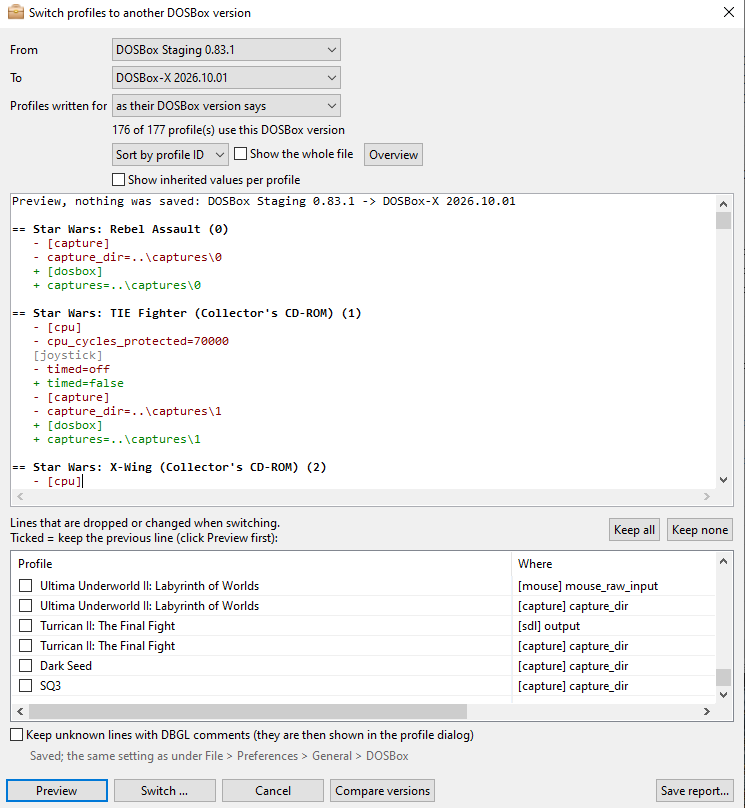 Switch profiles to another DOSBox version
From DOSBox Staging 0.83.1
To DOSBox-X 2026.10.01
Profiles written for as their DOSBox version says
176 of 177 profile(s) use this DOSBox version
Sort by profile ID Show the whole file Overview
Show inherited values per profile
Preview, nothing was saved: DOSBox Staging 0.83.1 -> DOSBox-X 2026.10.01
== Star Wars: Rebel Assault (0)
- [capture]
- capture_dir=..\captures\0
+ [dosbox]
+ captures=..\captures\0
== Star Wars: TIE Fighter (Collector's CD-ROM) (1)
- [cpu]
- cpu_cycles_protected=70000
[joystick]
- timed=off
+ timed=false
- [capture]
- capture_dir=..\captures\1
+ [dosbox]
+ captures=..\captures\1
== Star Wars: X-Wing (Collector's CD-ROM) (2)
- [cpu]
Lines that are dropped or changed when switching.
Ticked = keep the previous line (click Preview first):
Keep all Keep none
Profile Where
Ultima Underworld II: Labyrinth of Worlds [mouse] mouse_raw_input
Ultima Underworld II: Labyrinth of Worlds [capture] capture_dir
Turrican II: The Final Fight [sdl] output
Turrican II: The Final Fight [capture] capture_dir
Dark Seed [capture] capture_dir
SQ3 [capture] capture_dir
Keep unknown lines with DBGL comments (they are then shown in the profile dialog)
Saved; the same setting as under File > Preferences > General > DOSBox
Preview Switch ... Cancel Compare versions Save report...